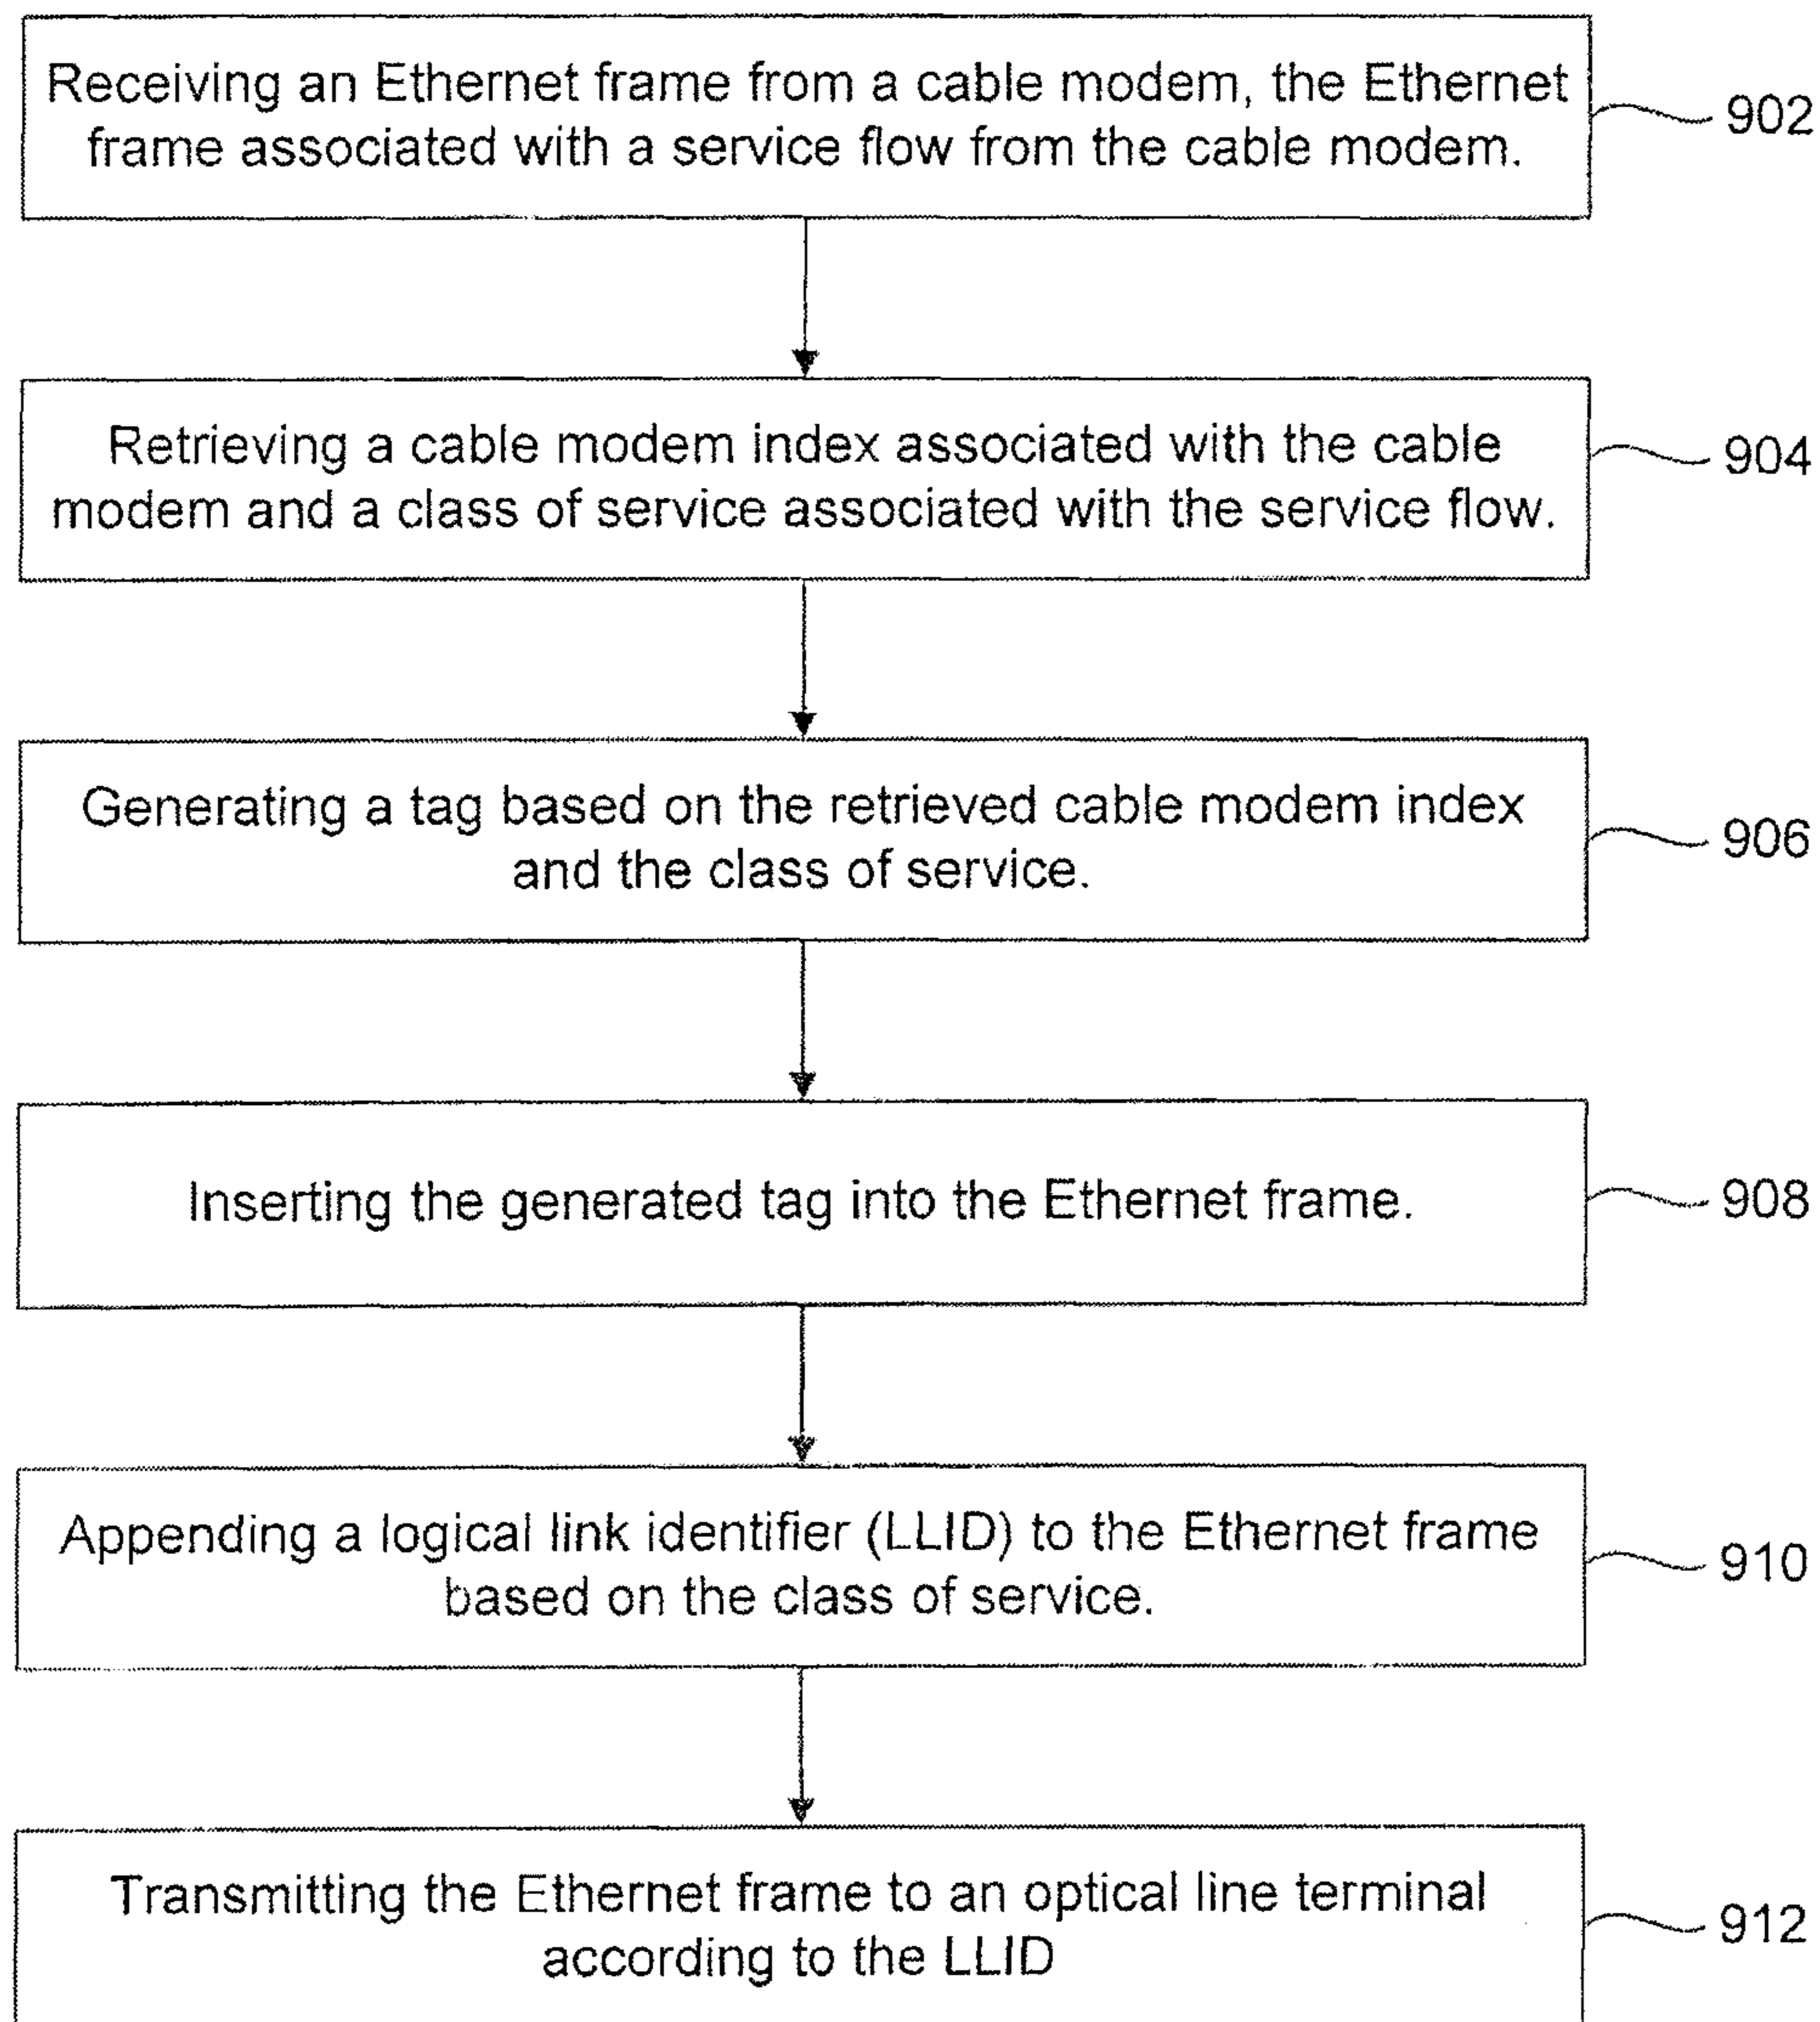 Receiving an Ethernet frame from a cable modem, the Ethernet
frame associated with a service flow from the cable modem.
902
Retrieving a cable modem index associated with the cable
modem and a class of service associated with the service flow.
904
Generating a tag based on the retrieved cable modem index
and the class of service.
906
Inserting the generated tag into the Ethernet frame.
908
Appending a logical link identifier (LLID) to the Ethernet frame
based on the class of service.
910
Transmitting the Ethernet frame to an optical line terminal
according to the LLID
912